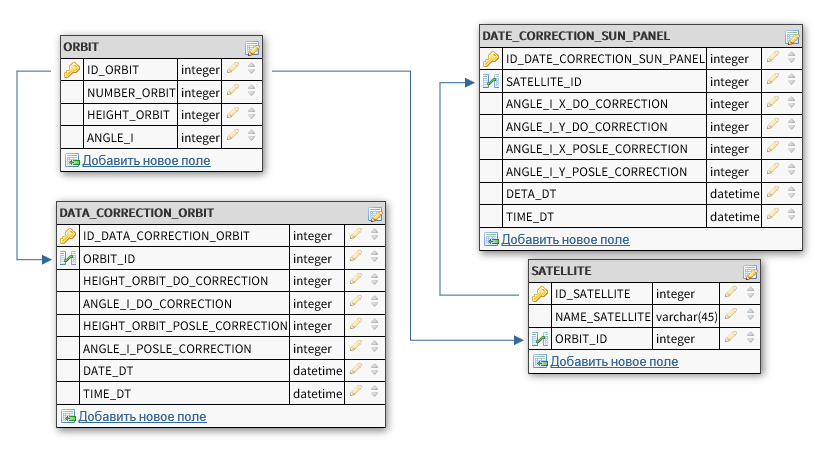 ORBIT
ID_ORBIT integer
NUMBER_ORBIT integer
HEIGHT_ORBIT integer
ANGLE_I integer
Добавить новое поле
DATE_CORRECTION_SUN_PANEL
ID_DATE_CORRECTION_SUN_PANEL integer
SATELLITE_ID integer
ANGLE_I_X_DO_CORRECTION integer
ANGLE_I_Y_DO_CORRECTION integer
ANGLE_I_X_POSLE_CORRECTION integer
ANGLE_I_Y_POSLE_CORRECTION integer
DETA_DT datetime
TIME_DT datetime
Добавить новое поле
DATA_CORRECTION_ORBIT
ID_DATA_CORRECTION_ORBIT integer
ORBIT_ID integer
HEIGHT_ORBIT_DO_CORRECTION integer
ANGLE_I_DO_CORRECTION integer
HEIGHT_ORBIT_POSLE_CORRECTION integer
ANGLE_I_POSLE_CORRECTION integer
DATE_DT datetime
TIME_DT datetime
Добавить новое поле
SATELLITE
ID_SATELLITE integer
NAME_SATELLITE varchar(45)
ORBIT_ID integer
Добавить новое поле